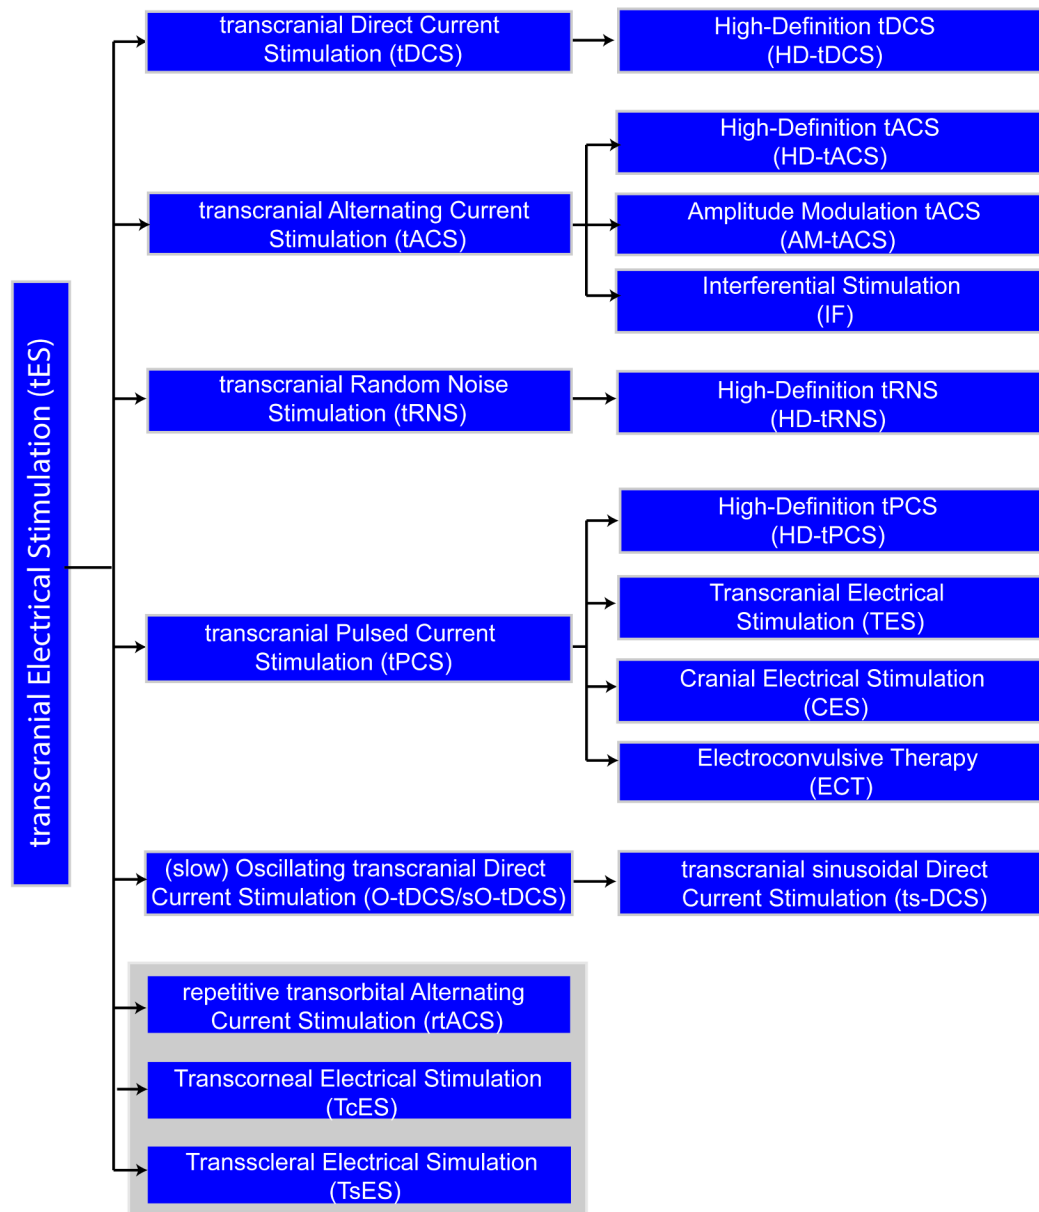 transcranial Electrical Stimulation (tES)
transcranial Direct Current
Stimulation (tDCS)
High-Definition tDCS
(HD-tDCS)
transcranial Alternating Current
Stimulation (tACS)
High-Definition tACS
(HD-tACS)
Amplitude Modulation tACS
(AM-tACS)
Interferential Stimulation
(IF)
transcranial Random Noise
Stimulation (tRNS)
High-Definition tRNS
(HD-tRNS)
transcranial Pulsed Current
Stimulation (tPCS)
High-Definition tPCS
(HD-tPCS)
Transcranial Electrical
Stimulation (TES)
Cranial Electrical Stimulation
(CES)
Electroconvulsive Therapy
(ECT)
(slow) Oscillating transcranial Direct
Current Stimulation (O-tDCS/sO-tDCS)
transcranial sinusoidal Direct
Current Stimulation (ts-DCS)
repetitive transorbital Alternating
Current Stimulation (rtACS)
Transcorneal Electrical Stimulation
(TcES)
Transscleral Electrical Simulation
(TsES)